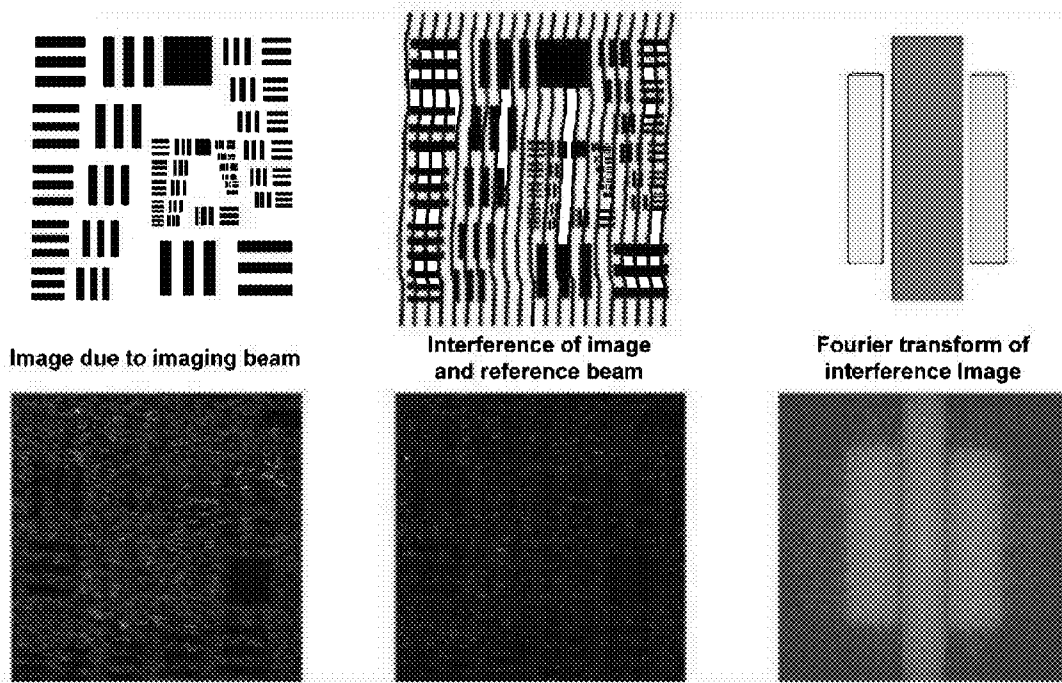 Image due to imaging beam
Interference of image
and reference beam
Fourier transform of
interference Image